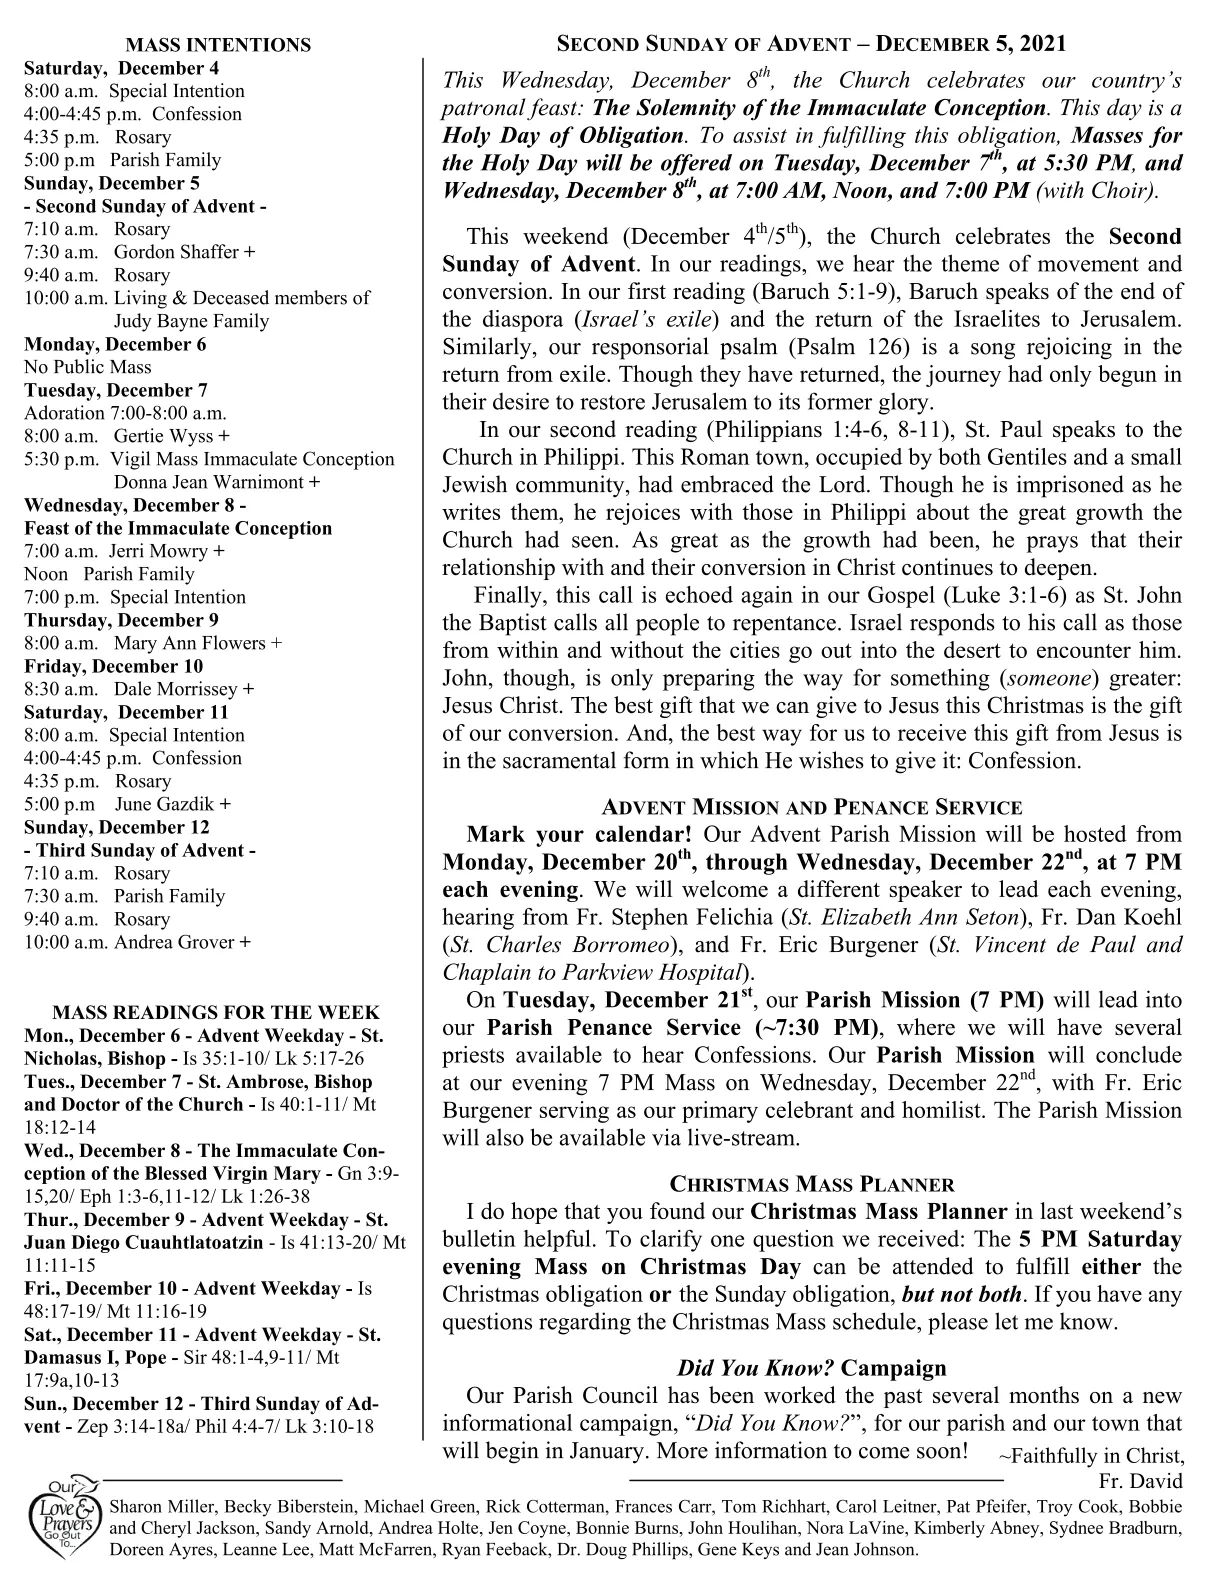 MASS INTENTIONS
Saturday,  December 4
8:00 a.m.  Special Intention
4:00-4:45 p.m.  Confession
4:35 p.m.   Rosary
5:00 p.m   Parish Family
Sunday, December 5
- Second Sunday of Advent -
7:10 a.m.   Rosary
7:30 a.m.   Gordon Shaffer +
9:40 a.m.   Rosary
10:00 a.m. Living & Deceased members of
Judy Bayne Family
Monday, December 6
No Public Mass
Tuesday, December 7
Adoration 7:00-8:00 a.m.
8:00 a.m.   Gertie Wyss +
5:30 p.m.  Vigil Mass Immaculate Conception
Donna Jean Warnimont +
Wednesday, December 8 -
Feast of the Immaculate Conception
7:00 a.m.  Jerri Mowry +
Noon   Parish Family
7:00 p.m.  Special Intention
Thursday, December 9
8:00 a.m.   Mary Ann Flowers +
Friday, December 10
8:30 a.m.   Dale Morrissey +
Saturday,  December 11
8:00 a.m.  Special Intention
4:00-4:45 p.m.  Confession
4:35 p.m.   Rosary
5:00 p.m    June Gazdik +
Sunday, December 12
- Third Sunday of Advent -
7:10 a.m.   Rosary
7:30 a.m.   Parish Family
9:40 a.m.   Rosary
10:00 a.m. Andrea Grover +
MASS READINGS FOR THE WEEK
Mon., December 6 - Advent Weekday - St.
Nicholas, Bishop - Is 35:1-10/ Lk 5:17-26
Tues., December 7 - St. Ambrose, Bishop
and Doctor of the Church - Is 40:1-11/ Mt
18:12-14
Wed., December 8 - The Immaculate Con-
ception of the Blessed Virgin Mary - Gn 3:9-
15,20/ Eph 1:3-6,11-12/ Lk 1:26-38
Thur., December 9 - Advent Weekday - St.
Juan Diego Cuauhtlatoatzin - Is 41:13-20/ Mt
11:11-15
Fri., December 10 - Advent Weekday - Is
48:17-19/ Mt 11:16-19
Sat., December 11 - Advent Weekday - St.
Damasus I, Pope - Sir 48:1-4,9-11/ Mt
17:9a,10-13
Sun., December 12 - Third Sunday of Ad-
vent - Zep 3:14-18a/ Phil 4:4-7/ Lk 3:10-18
SECOND SUNDAY OF ADVENT – DECEMBER 5, 2021
This Wednesday, December 8th, the Church celebrates our country's
patronal feast: The Solemnity of the Immaculate Conception. This day is a
Holy Day of Obligation. To assist in fulfilling this obligation, Masses for
the Holy Day will be offered on Tuesday, December 7th, at 5:30 PM, and
Wednesday, December 8th, at 7:00 AM, Noon, and 7:00 PM (with Choir).
This weekend (December 4th/5th), the Church celebrates the Second
Sunday of Advent. In our readings, we hear the theme of movement and
conversion. In our first reading (Baruch 5:1-9), Baruch speaks of the end of
the diaspora (Israel's exile) and the return of the Israelites to Jerusalem.
Similarly, our responsorial psalm (Psalm 126) is a song rejoicing in the
return from exile. Though they have returned, the journey had only begun in
their desire to restore Jerusalem to its former glory.
In our second reading (Philippians 1:4-6, 8-11), St. Paul speaks to the
Church in Philippi. This Roman town, occupied by both Gentiles and a small
Jewish community, had embraced the Lord. Though he is imprisoned as he
writes them, he rejoices with those in Philippi about the great growth the
Church had seen. As great as the growth had been, he prays that their
relationship with and their conversion in Christ continues to deepen.
Finally, this call is echoed again in our Gospel (Luke 3:1-6) as St. John
the Baptist calls all people to repentance. Israel responds to his call as those
from within and without the cities go out into the desert to encounter him.
John, though, is only preparing the way for something (someone) greater:
Jesus Christ. The best gift that we can give to Jesus this Christmas is the gift
of our conversion. And, the best way for us to receive this gift from Jesus is
in the sacramental form in which He wishes to give it: Confession.
ADVENT MISSION AND PENANCE SERVICE
Mark your calendar! Our Advent Parish Mission will be hosted from
Monday, December 20th, through Wednesday, December 22nd, at 7 PM
each evening. We will welcome a different speaker to lead each evening,
hearing from Fr. Stephen Felichia (St. Elizabeth Ann Seton), Fr. Dan Koehl
(St. Charles Borromeo), and Fr. Eric Burgener (St. Vincent de Paul and
Chaplain to Parkview Hospital).
On Tuesday, December 21st, our Parish Mission (7 PM) will lead into
our Parish Penance Service (~7:30 PM), where we will have several
priests available to hear Confessions. Our Parish Mission will conclude
at our evening 7 PM Mass on Wednesday, December 22nd, with Fr. Eric
Burgener serving as our primary celebrant and homilist. The Parish Mission
will also be available via live-stream.
CHRISTMAS MASS PLANNER
I do hope that you found our Christmas Mass Planner in last weekend's
bulletin helpful. To clarify one question we received: The 5 PM Saturday
evening Mass on Christmas Day can be attended to fulfill either the
Christmas obligation or the Sunday obligation, but not both. If you have any
questions regarding the Christmas Mass schedule, please let me know.
Did You Know? Campaign
Our Parish Council has been worked the past several months on a new
informational campaign, "Did You Know?", for our parish and our town that
will begin in January. More information to come soon!
~Faithfully in Christ,
Fr. David
Our
Love &
Prayers
Go Out
To...
Sharon Miller, Becky Biberstein, Michael Green, Rick Cotterman, Frances Carr, Tom Richhart, Carol Leitner, Pat Pfeifer, Troy Cook, Bobbie
and Cheryl Jackson, Sandy Arnold, Andrea Holte, Jen Coyne, Bonnie Burns, John Houlihan, Nora LaVine, Kimberly Abney, Sydnee Bradburn,
Doreen Ayres, Leanne Lee, Matt McFarren, Ryan Feeback, Dr. Doug Phillips, Gene Keys and Jean Johnson.